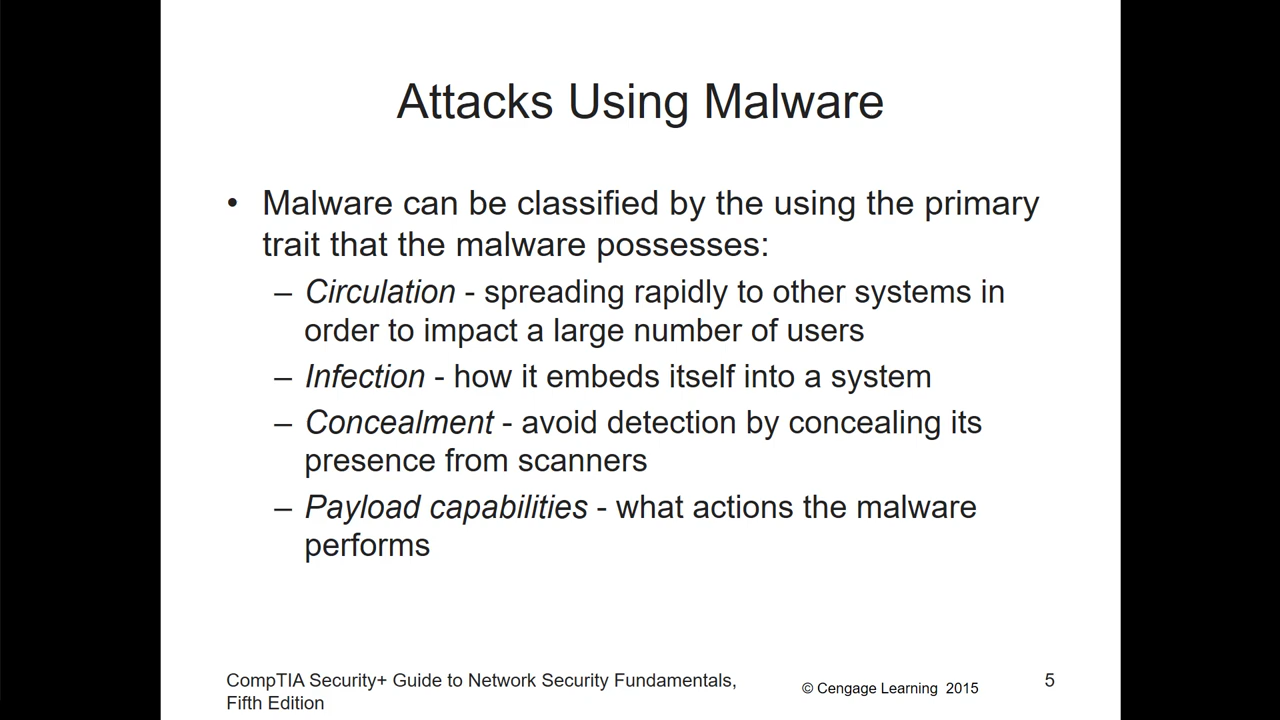 Attacks Using Malware
• Malware can be classified by the using the primary
trait that the malware possesses:
– Circulation - spreading rapidly to other systems in
order to impact a large number of users
– Infection - how it embeds itself into a system
– Concealment - avoid detection by concealing its
presence from scanners
– Payload capabilities - what actions the malware
performs
CompTIA Security+ Guide to Network Security Fundamentals,
Fifth Edition
© Cengage Learning 2015
5